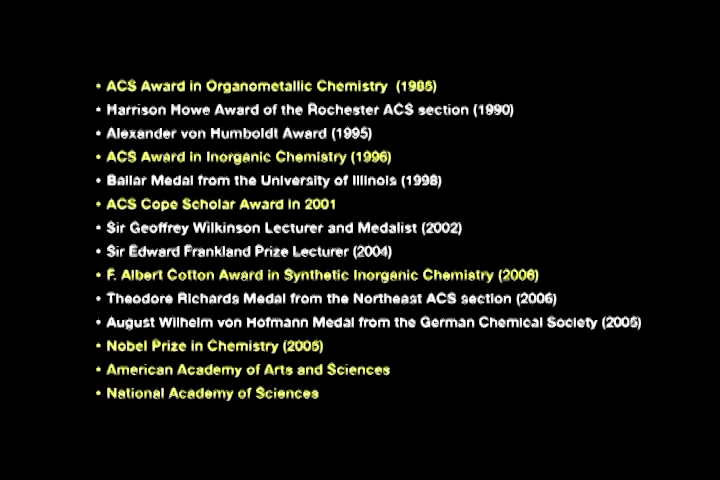 • ACS Award in Organometallic Chemistry (1985)
• Harrison Howe Award of the Rochester ACS section (1990)
• Alexander von Humboldt Award (1995)
• ACS Award in Inorganic Chemistry (1996)
• Bailar Medal from the University of Illinois (1998)
• ACS Cope Scholar Award in 2001
• Sir Geoffrey Wilkinson Lecturer and Medalist (2002)
• Sir Edward Frankland Prize Lecturer (2004)
• F. Albert Cotton Award in Synthetic Inorganic Chemistry (2006)
• Theodore Richards Medal from the Northeast ACS section (2006)
• August Wilhelm von Hofmann Medal from the German Chemical Society (2005)
• Nobel Prize in Chemistry (2005)
• American Academy of Arts and Sciences
• National Academy of Sciences